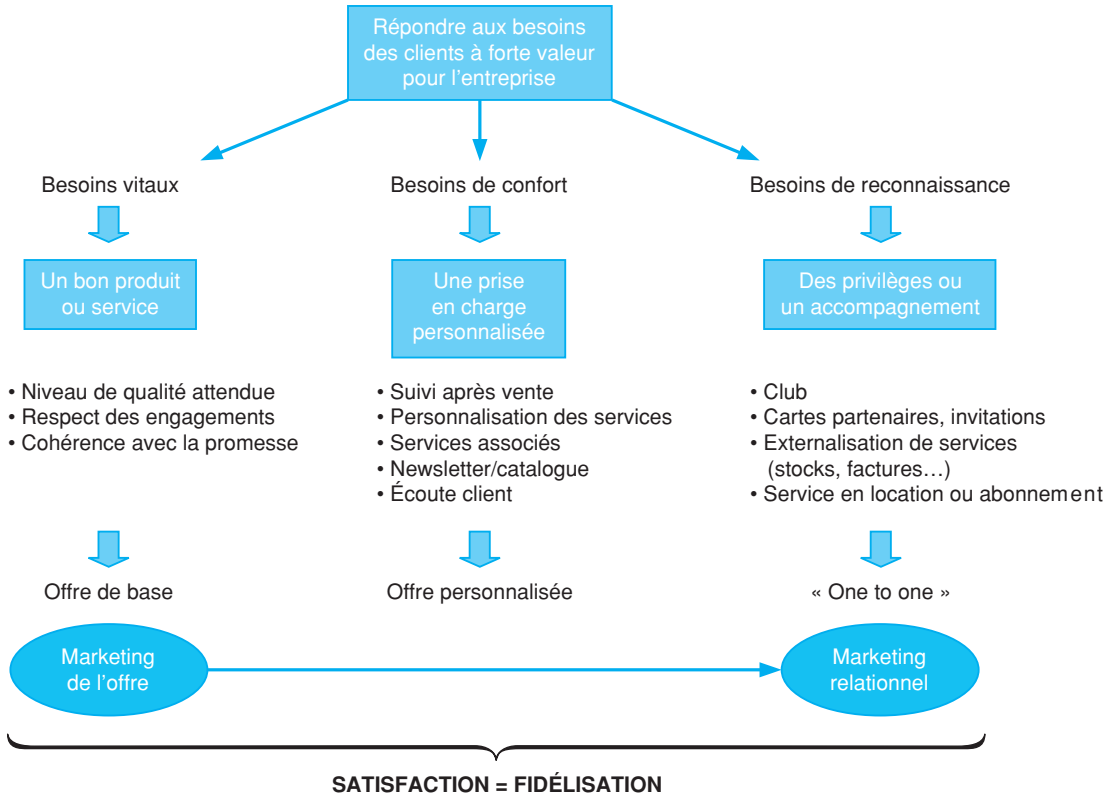 Répondre aux besoins
des clients à forte valeur
pour l'entreprise
Besoins vitaux
Besoins de confort
Besoins de reconnaissance
Un bon produit
ou service
Une prise
en charge
personnalisée
Des privilèges ou
un accompagnement
• Niveau de qualité attendue
• Respect des engagements
• Cohérence avec la promesse
• Suivi après vente
• Personnalisation des services
• Services associés
• Newsletter/catalogue
• Écoute client
• Club
• Cartes partenaires, invitations
• Externalisation de services
(stocks, factures…)
• Service en location ou abonnement
Offre de base
Offre personnalisée
« One to one »
Marketing
de l'offre
Marketing
relationnel
SATISFACTION = FIDÉLISATION